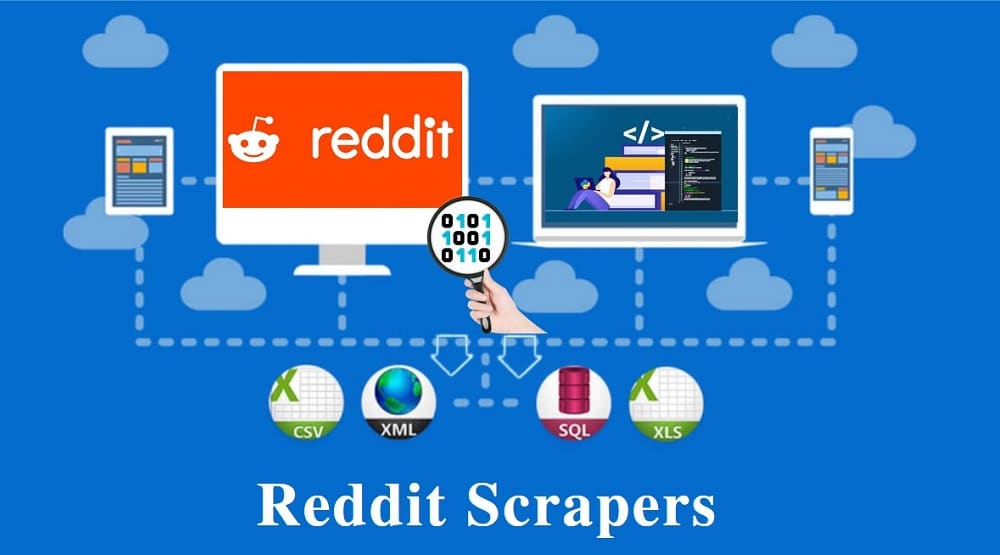 reddit
</>
0101
1001
0110
CSV
XML
SQL
XLS
Reddit Scrapers